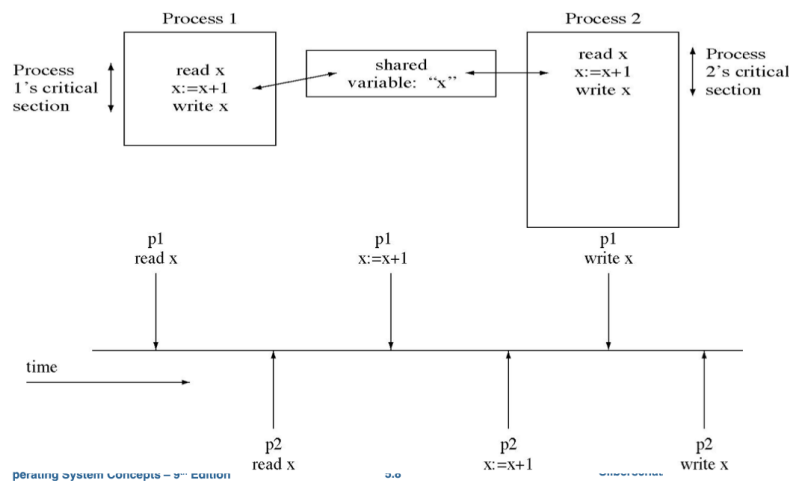 Process 1
Process 2
Process
1's critical
section
read x
x:=x+1
write x
shared
variable: “x”
read x
x:=x+1
write x
Process
2's critical
section
p1
read x
p1
x:=x+1
p1
write x
time
p2
read x
p2
x:=x+1
p2
write x
perating System Concepts – 9th Edition
5.8